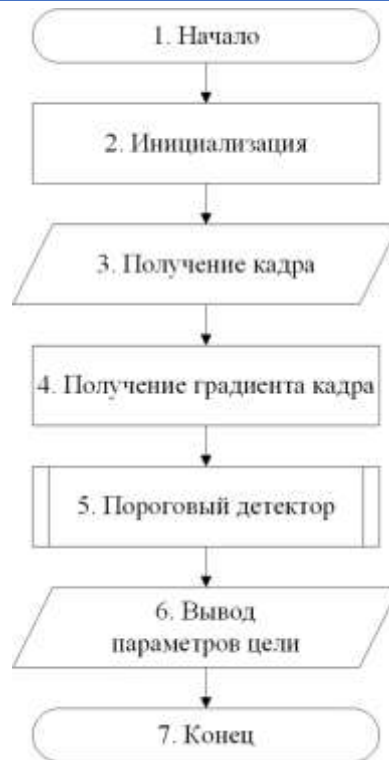 1. Начало
2. Инициализация
3. Получение кадра
4. Получение градиента кадра
5. Пороговый детектор
6. Вывод
параметров цели
7. Конец